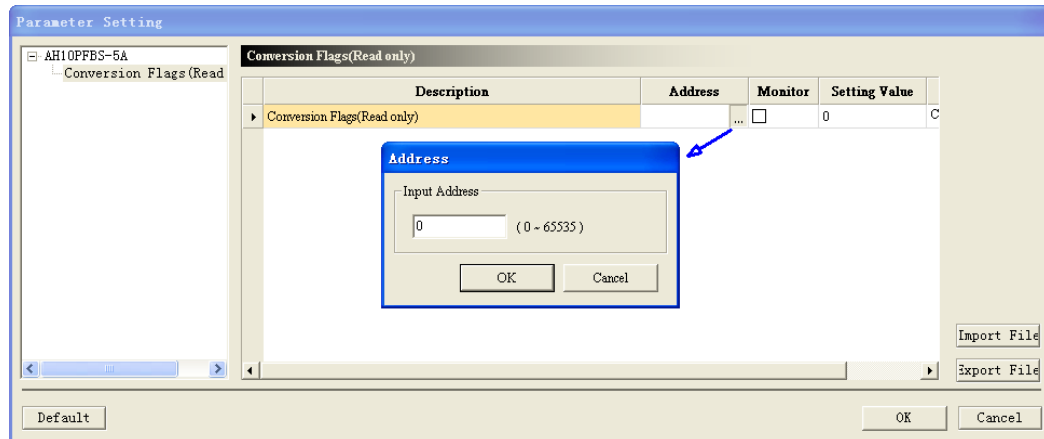 Parameter Setting
AH10PFBS-5A
Conversion Flags(Read
Conversion Flags(Read only)
Description Address Monitor Setting Value
Conversion Flags(Read only) ... 0 C
Address
Input Address
0 ( 0 ~ 65535 )
OK Cancel
Import File
Export File
Default OK Cancel